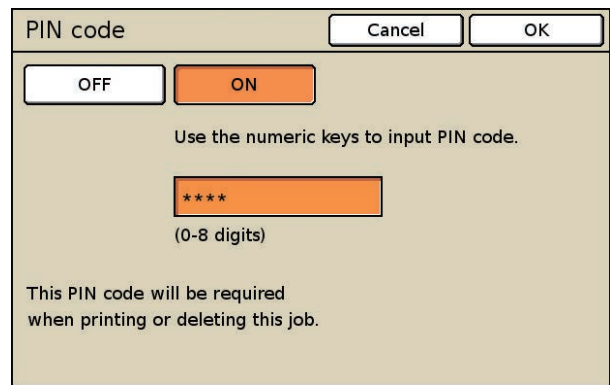 PIN code
Cancel
OK
OFF
ON
Use the numeric keys to input PIN code.
****
(0-8 digits)
This PIN code will be required
when printing or deleting this job.